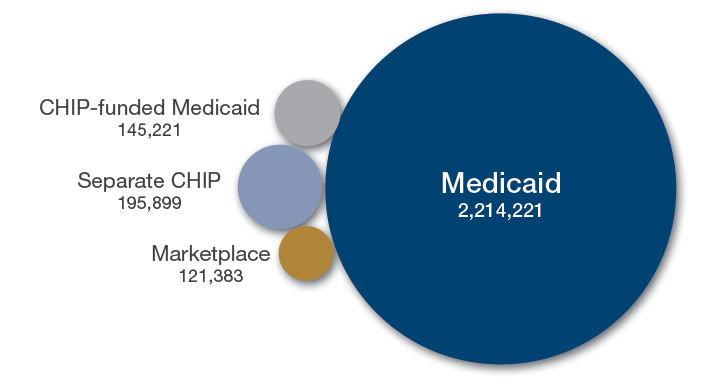 CHIP-funded Medicaid
145,221
Separate CHIP
195,899
Medicaid
2,214,221
Marketplace
121,383